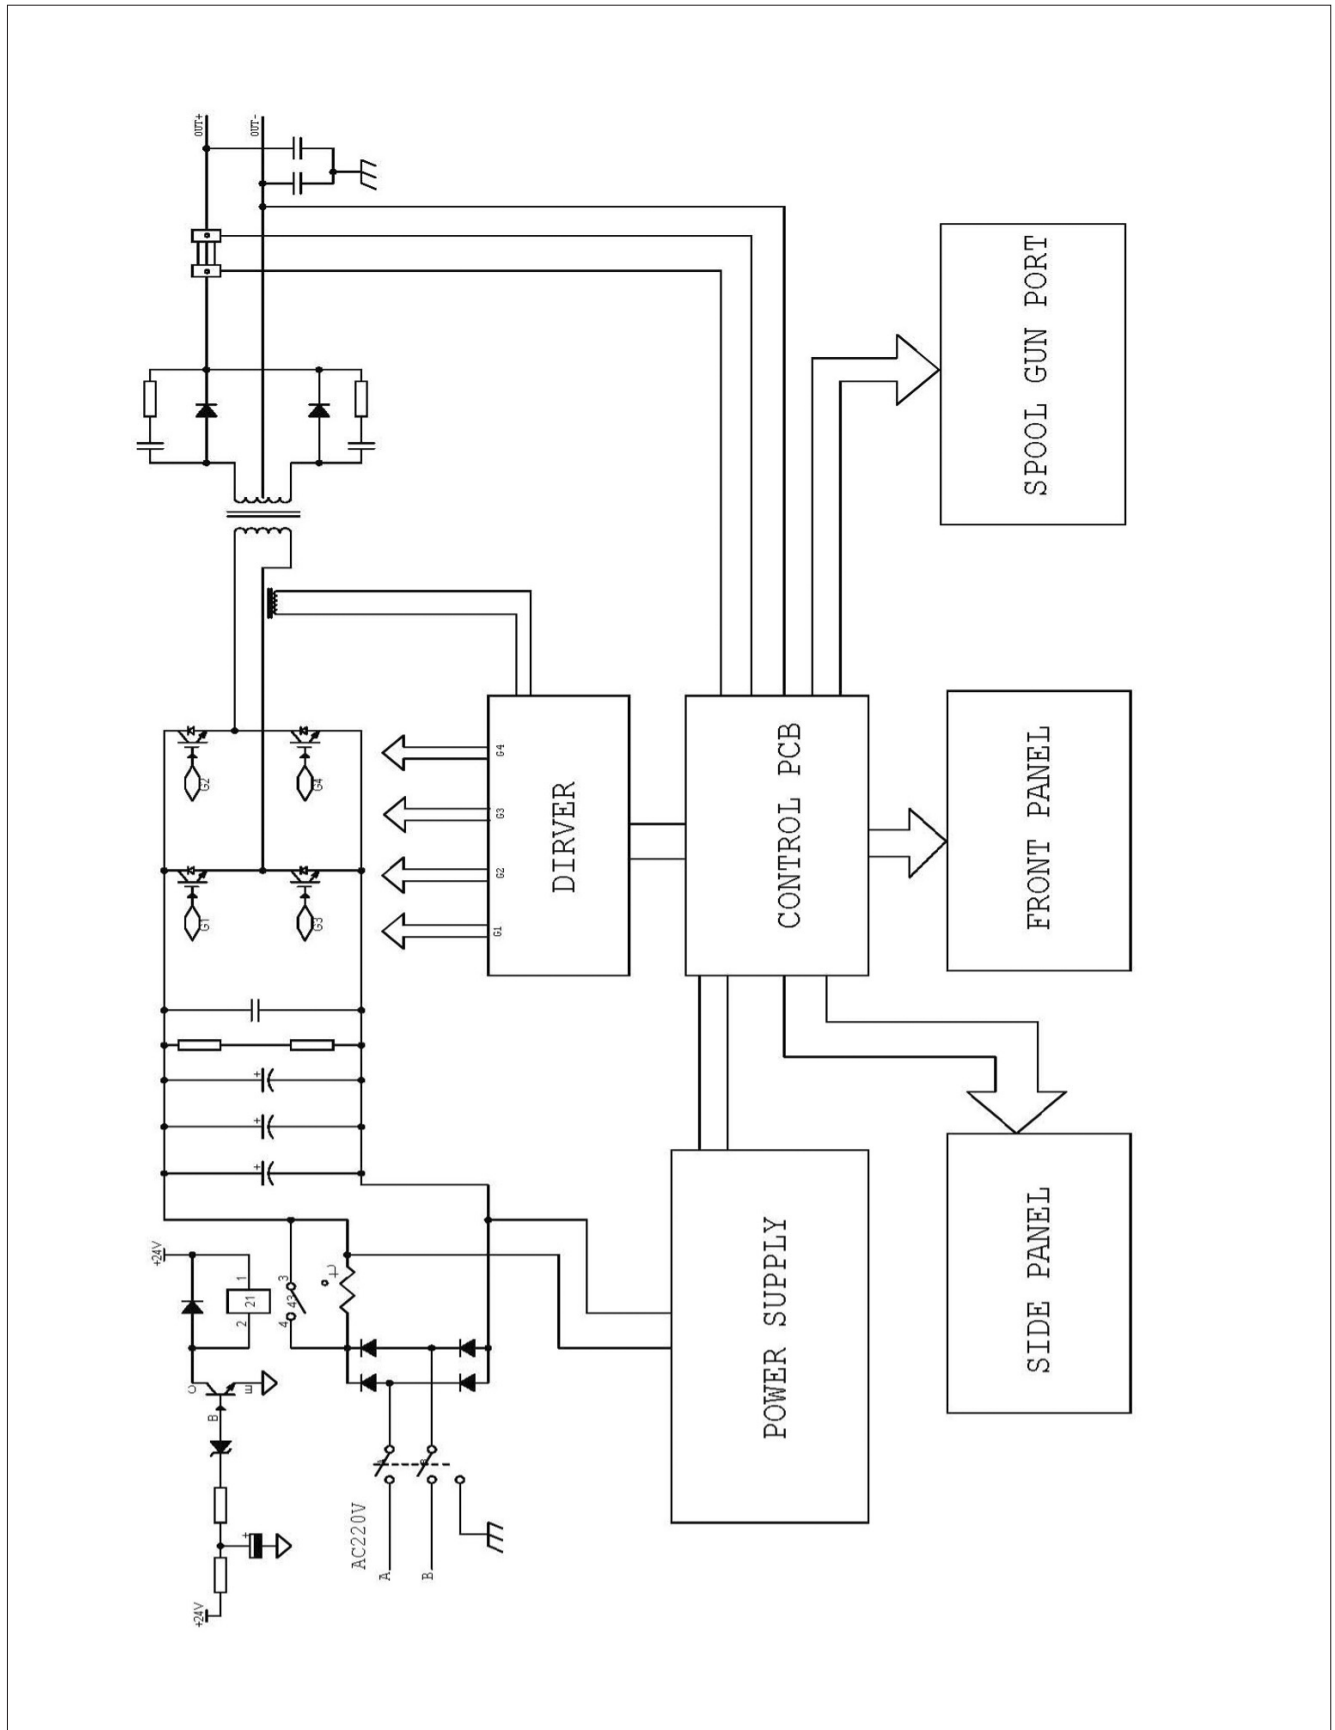 OUT+
OUT-
SPOOL GUN PORT
G2
G4
G4
G3
G2
G1
DIRVER
CONTROL PCB
FRONT PANEL
G1
G3
+
+
+
+24V
1
21
2
3
43
4
POWER SUPPLY
SIDE PANEL
C
B
E
+
+24V
AC220V
A
B